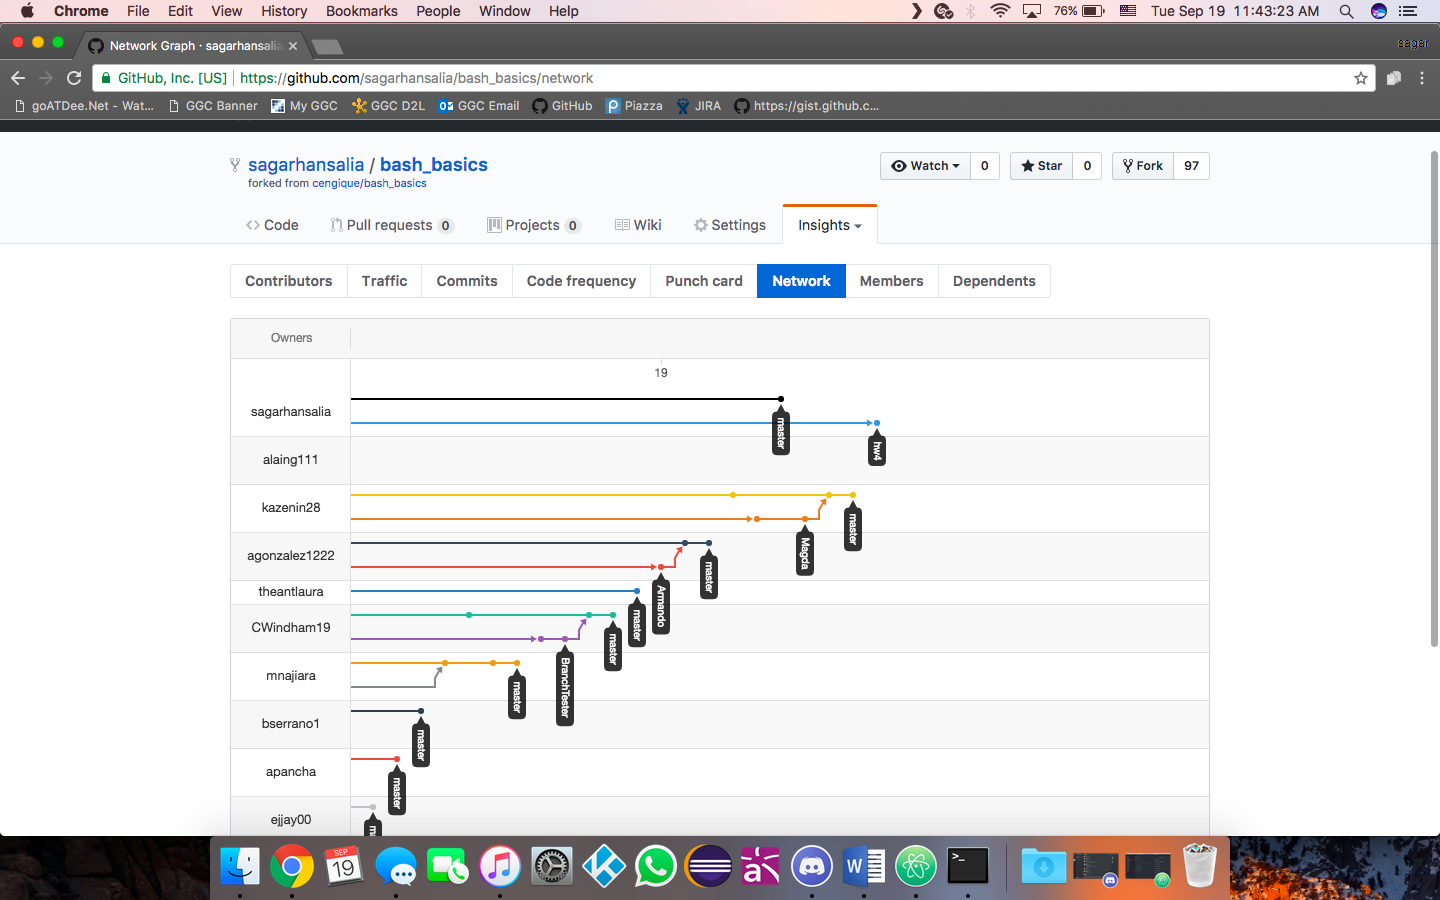 Chrome File Edit View History Bookmarks People Window Help 76% Tue Sep 19 11:43:23 AM
Network Graph · sagarhansalia sagar
GitHub, Inc. [US] https://github.com/sagarhansalia/bash_basics/network
goATDee.Net - Wat... GGC Banner My GGC GGC D2L GGC Email GitHub Piazza JIRA https://gist.github.c...
sagarhansalia / bash_basics Watch 0 Star 0 Fork 97
forked from cengique/bash_basics
Code Pull requests 0 Projects 0 Wiki Settings Insights
Contributors Traffic Commits Code frequency Punch card Network Members Dependents
Owners
19
sagarhansalia
master
hw4
alaing111
kazenin28
master
Magda
agonzalez1222
master
Armando
theantlaura
master
CWindham19
master
BranchTester
mnajiara
master
bserrano1
master
apancha
master
ejjay00
SEP
19